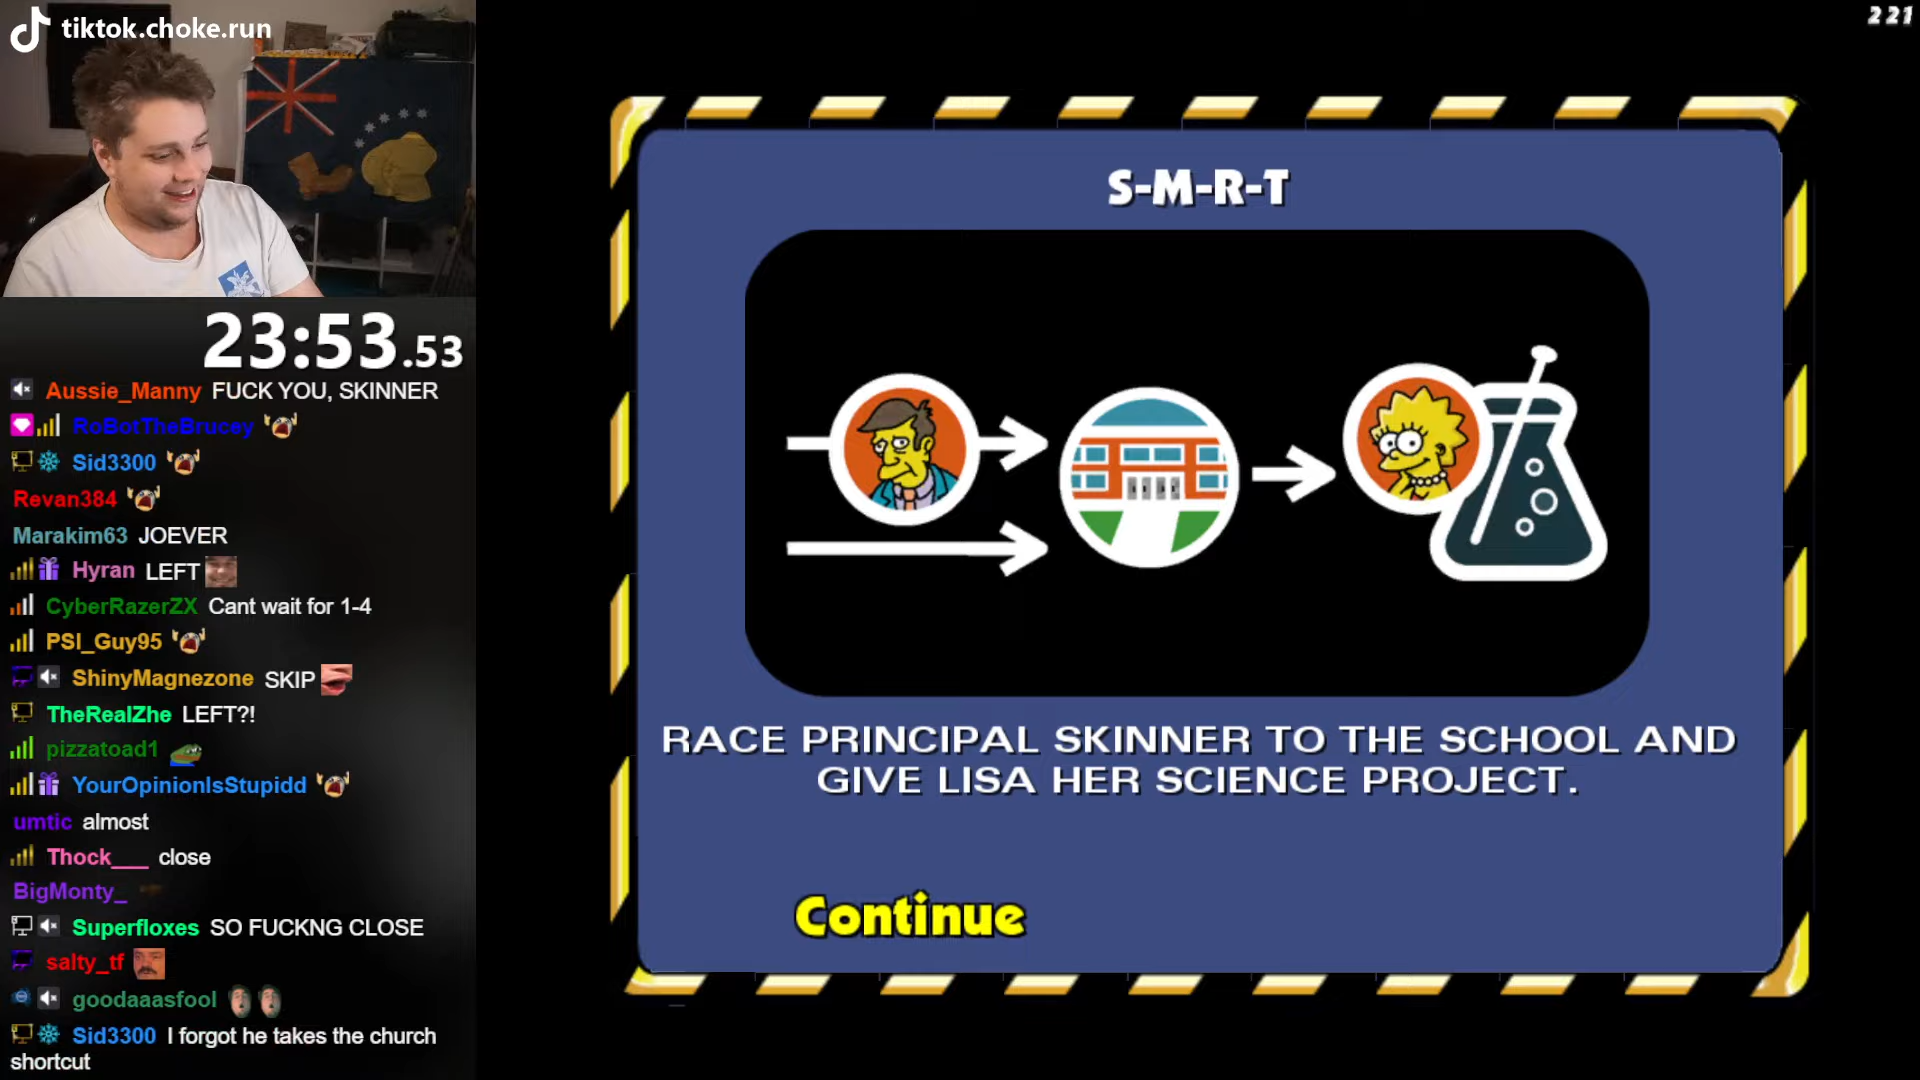 tiktok.choke.run
221
23:53.53
Aussie_Manny FUCK YOU, SKINNER
RoBotTheBrucey
Sid3300
Revan384
Marakim63 JOEVER
Hyran LEFT
CyberRazerZX Cant wait for 1-4
PSI_Guy95
ShinyMagnezone SKIP
TheRealZhe LEFT?!
pizzatoad1
YourOpinionIsStupidd
umtic almost
Thock___ close
BigMonty_
Superfloxes SO FUCKNG CLOSE
salty_tf
goodaaasfool
Sid3300 I forgot he takes the church
shortcut
S-M-R-T
RACE PRINCIPAL SKINNER TO THE SCHOOL AND
GIVE LISA HER SCIENCE PROJECT.
Continue